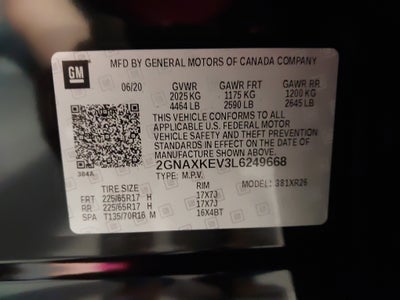 GM
MFD BY GENERAL MOTORS OF CANADA COMPANY
06/20 GVWR GAWR FRT GAWR RR
2025 KG 1175 KG 1200 KG
4464 LB 2590 LB 2645 LB
THIS VEHICLE CONFORMS TO ALL
APPLICABLE U.S. FEDERAL MOTOR
VEHICLE SAFETY AND THEFT PREVENTION
STANDARDS IN EFFECT ON THE DATE OF
MANUFACTURE SHOWN ABOVE.
2GNAXKEV3L6249668
384A TYPE: M.P.V. MODEL: 381XR26
TIRE SIZE RIM
FRT 225/65R17 H 17X7J
RR 225/65R17 H 17X7J
SPA T135/70R16 M 16X4BT